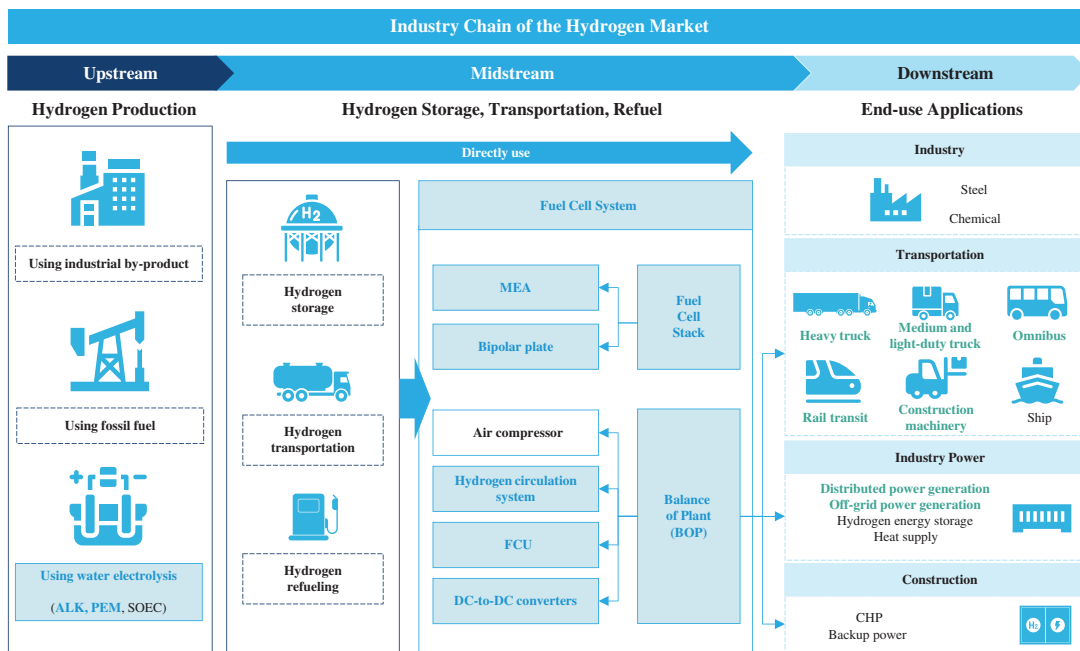 Industry Chain of the Hydrogen Market
Upstream
Midstream
Downstream
Hydrogen Production
Hydrogen Storage, Transportation, Refuel
End-use Applications
Using industrial by-product
Using fossil fuel
Using water electrolysis
(ALK, PEM, SOEC)
Directly use
H2
Hydrogen
storage
Hydrogen
transportation
Hydrogen
refueling
Fuel Cell System
MEA
Bipolar plate
Fuel
Cell
Stack
Air compressor
Hydrogen circulation
system
FCU
DC-to-DC converters
Balance
of Plant
(BOP)
Industry
Steel
Chemical
Transportation
Heavy truck
Medium and
light-duty truck
Omnibus
Rail transit
Construction
machinery
Ship
Industry Power
Distributed power generation
Off-grid power generation
Hydrogen energy storage
Heat supply
Construction
CHP
Backup power
H2